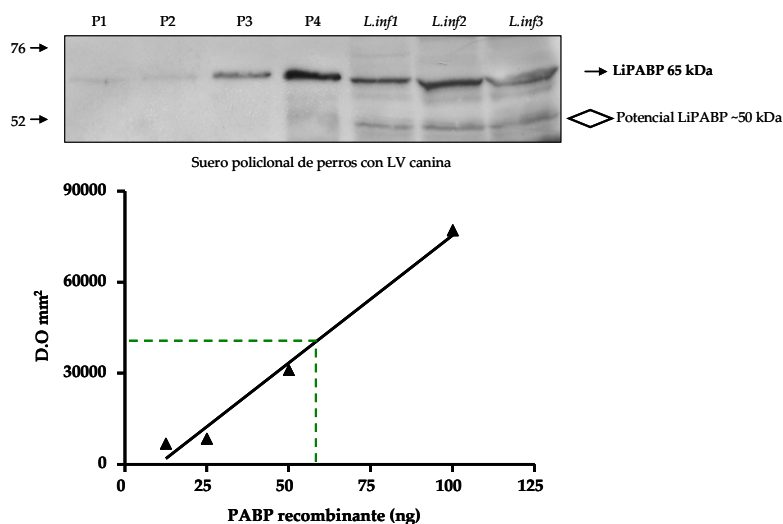 P1 P2 P3 P4 L.inf1 L.inf2 L.inf3
76
LiPABP 65 kDa
52
Potencial LiPABP ~50 kDa
Suero policlonal de perros con LV canina
90000
60000
30000
0
D.O mm²
0 25 50 75 100 125
PABP recombinante (ng)